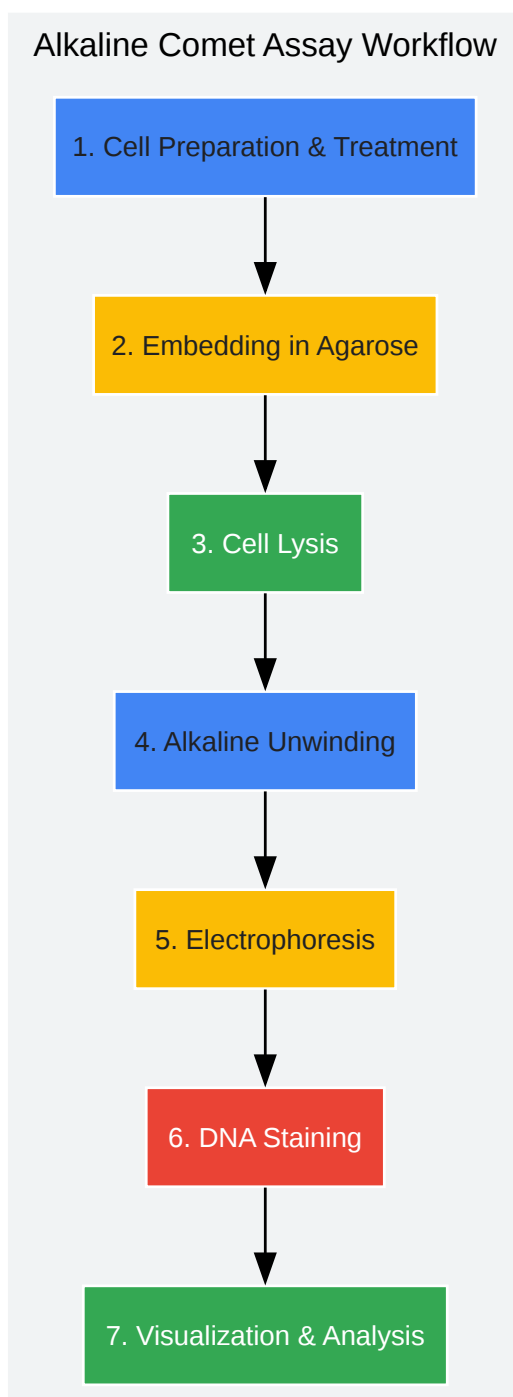 Alkaline Comet Assay Workflow
1. Cell Preparation & Treatment
2. Embedding in Agarose
3. Cell Lysis
4. Alkaline Unwinding
5. Electrophoresis
6. DNA Staining
7. Visualization & Analysis